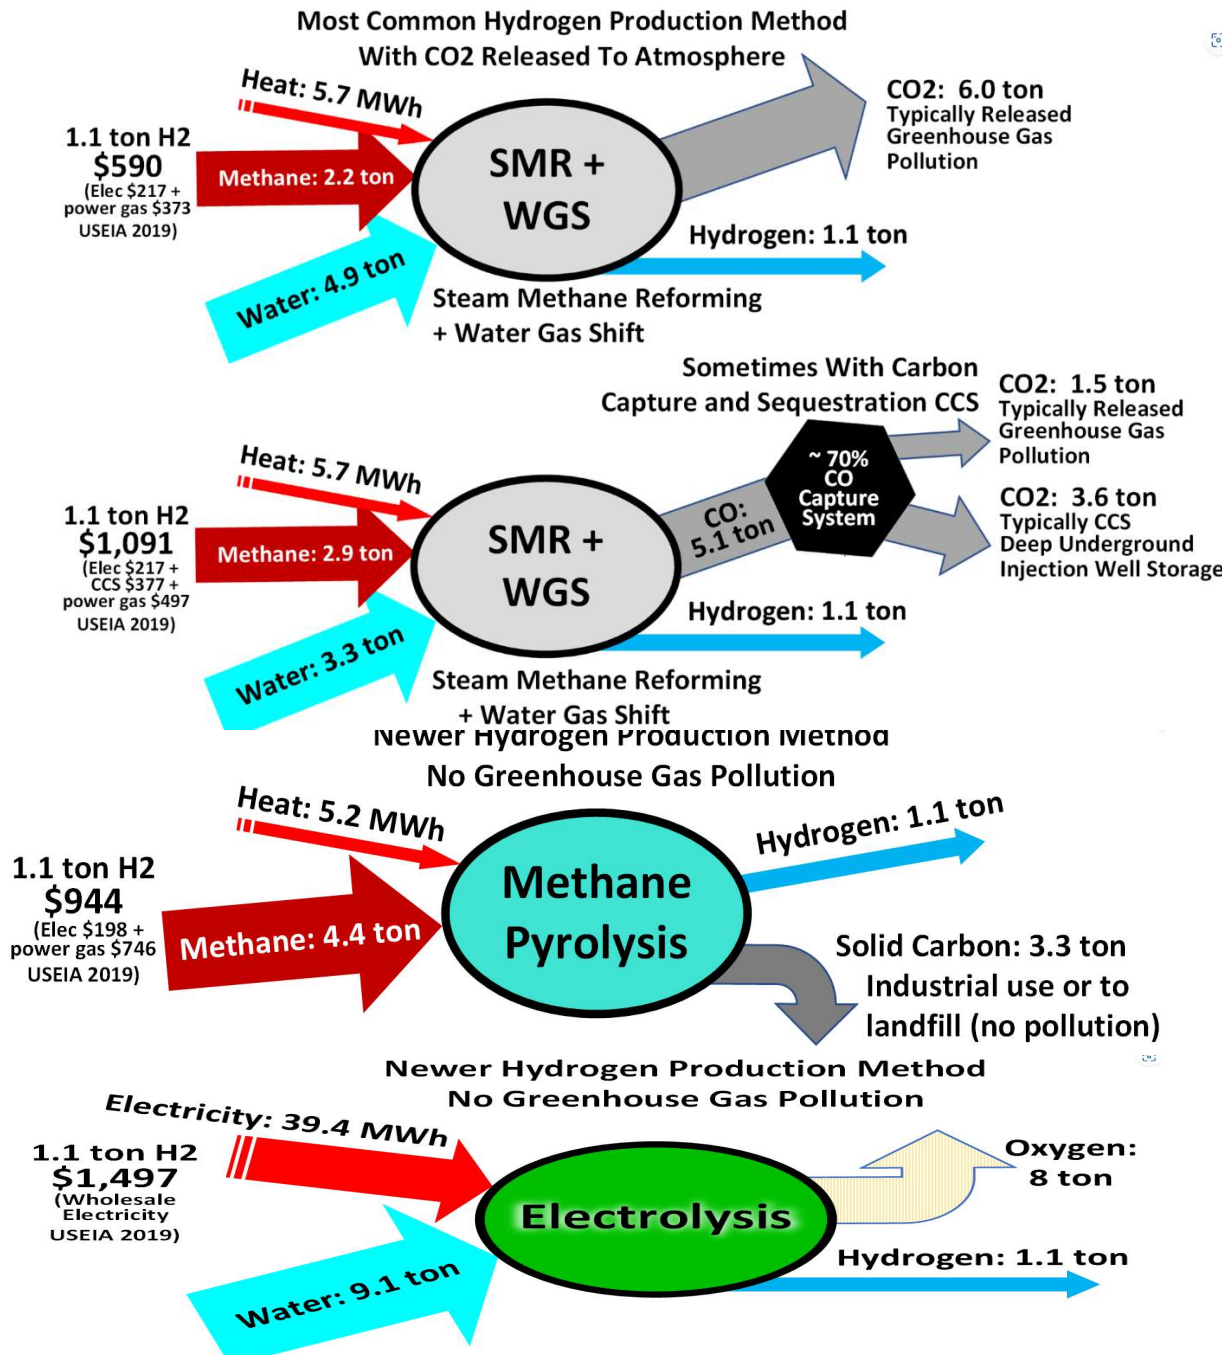 Most Common Hydrogen Production Method
With CO2 Released To Atmosphere
Heat: 5.7 MWh
1.1 ton H2
$590
(Elec $217 +
power gas $373
USEIA 2019)
Methane: 2.2 ton
Water: 4.9 ton
SMR +
WGS
CO2: 6.0 ton
Typically Released
Greenhouse Gas
Pollution
Hydrogen: 1.1 ton
Steam Methane Reforming
+ Water Gas Shift
Sometimes With Carbon
Capture and Sequestration CCS
Heat: 5.7 MWh
1.1 ton H2
$1,091
(Elec $217 +
CCS $377 +
power gas $497
USEIA 2019)
Methane: 2.9 ton
Water: 3.3 ton
SMR +
WGS
CO:
5.1 ton
~ 70%
CO
Capture
System
CO2: 1.5 ton
Typically Released
Greenhouse Gas
Pollution
CO2: 3.6 ton
Typically CCS
Deep Underground
Injection Well Storage
Hydrogen: 1.1 ton
Steam Methane Reforming
+ Water Gas Shift
Newer Hydrogen Production Method
No Greenhouse Gas Pollution
Heat: 5.2 MWh
1.1 ton H2
$944
(Elec $198 +
power gas $746
USEIA 2019)
Methane: 4.4 ton
Methane
Pyrolysis
Hydrogen: 1.1 ton
Solid Carbon: 3.3 ton
Industrial use or to
landfill (no pollution)
Newer Hydrogen Production Method
No Greenhouse Gas Pollution
Electricity: 39.4 MWh
1.1 ton H2
$1,497
(Wholesale
Electricity
USEIA 2019)
Water: 9.1 ton
Electrolysis
Oxygen:
8 ton
Hydrogen: 1.1 ton